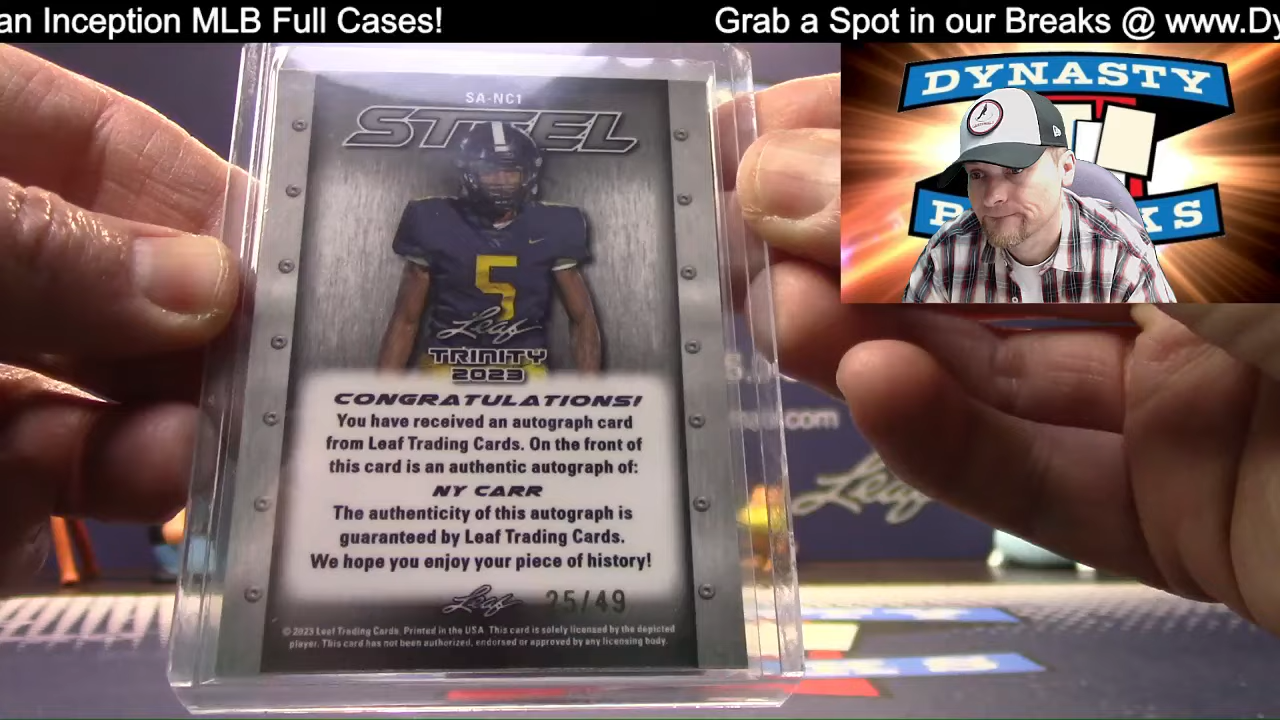 an Inception MLB Full Cases!
Grab a Spot in our Breaks @ www.Dy
DYNASTY
SA-NC1
STEEL
5
Leaf
TRINITY
2023
CONGRATULATIONS!
You have received an autograph card
from Leaf Trading Cards. On the front of
this card is an authentic autograph of:
NY CARR
The authenticity of this autograph is
guaranteed by Leaf Trading Cards.
We hope you enjoy your piece of history!
Leaf 25/49
© 2023 Leaf Trading Cards. Printed in the USA. This card is solely licensed by the depicted
player. This card has not been authorized, endorsed or approved by any licensing body.
.com
Leaf